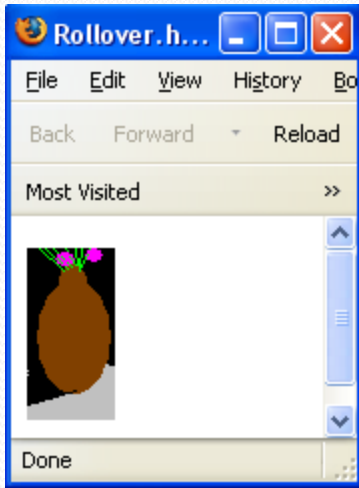 Rollover.h...
File Edit View History Bo
Back Forward Reload
Most Visited »
Done